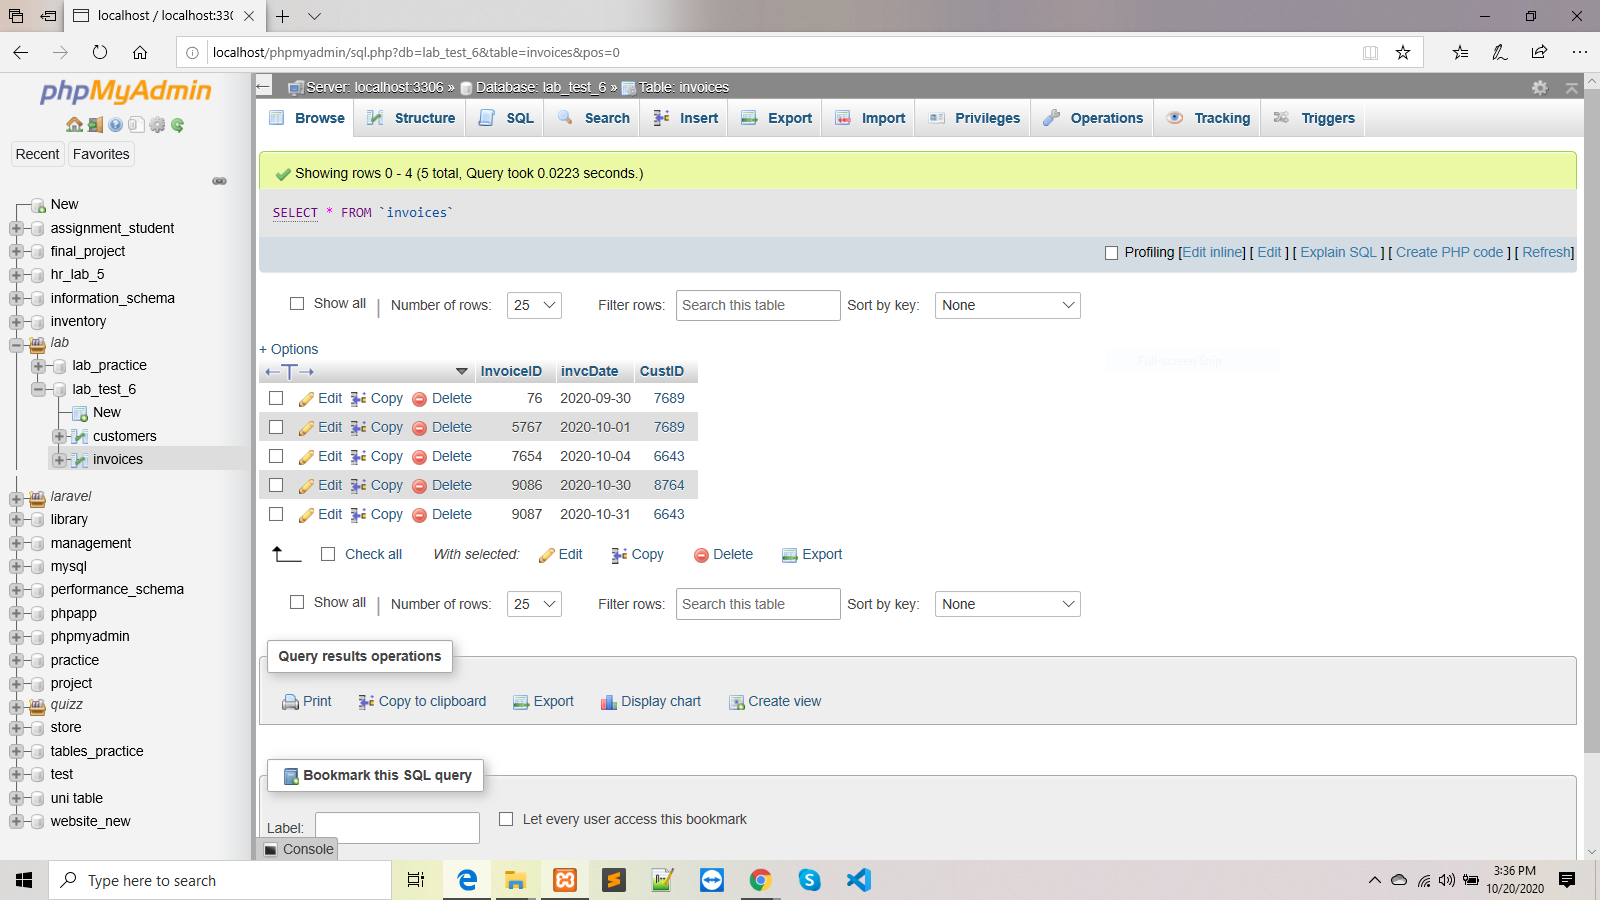 localhost / localhost:330
localhost/phpmyadmin/sql.php?db=lab_test_6&table=invoices&pos=0
phpMyAdmin
Recent Favorites
New
assignment_student
final_project
hr_lab_5
information_schema
inventory
lab
lab_practice
lab_test_6
New
customers
invoices
laravel
library
management
mysql
performance_schema
phpapp
phpmyadmin
practice
project
quizz
store
tables_practice
test
uni table
website_new
Server: localhost:3306 » Database: lab_test_6 » Table: invoices
Browse Structure SQL Search Insert Export Import Privileges Operations Tracking Triggers
Showing rows 0 - 4 (5 total, Query took 0.0223 seconds.)
SELECT * FROM `invoices`
Profiling [Edit inline] [ Edit ] [ Explain SQL ] [ Create PHP code ] [ Refresh]
Show all | Number of rows: 25 Filter rows: Search this table Sort by key: None
+ Options
←T→ InvoiceID invcDate CustID
Edit Copy Delete 76 2020-09-30 7689
Edit Copy Delete 5767 2020-10-01 7689
Edit Copy Delete 7654 2020-10-04 6643
Edit Copy Delete 9086 2020-10-30 8764
Edit Copy Delete 9087 2020-10-31 6643
Check all With selected: Edit Copy Delete Export
Show all | Number of rows: 25 Filter rows: Search this table Sort by key: None
Query results operations
Print Copy to clipboard Export Display chart Create view
Bookmark this SQL query
Label: Let every user access this bookmark
Console
Full-screen Snip
Type here to search
3:36 PM
10/20/2020